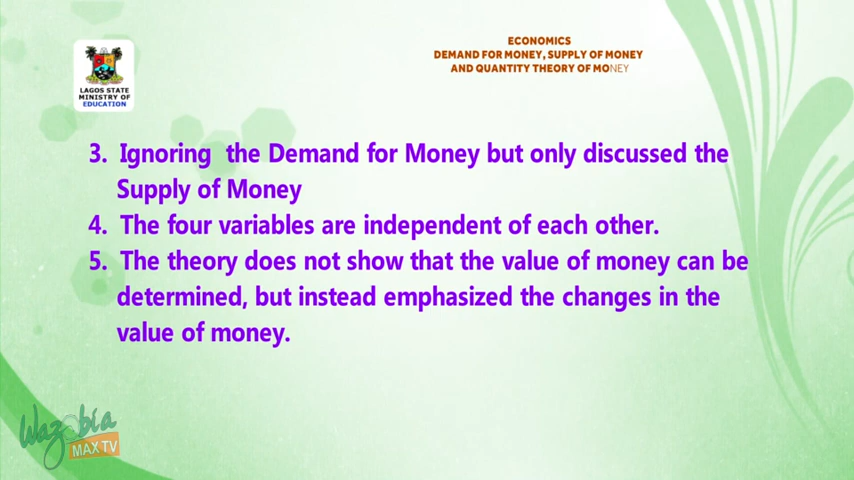 ECONOMICS
DEMAND FOR MONEY, SUPPLY OF MONEY
AND QUANTITY THEORY OF MONEY
LAGOS STATE
MINISTRY OF
EDUCATION
3. Ignoring the Demand for Money but only discussed the
Supply of Money
4. The four variables are independent of each other.
5. The theory does not show that the value of money can be
determined, but instead emphasized the changes in the
value of money.
Wazobia
MAX TV